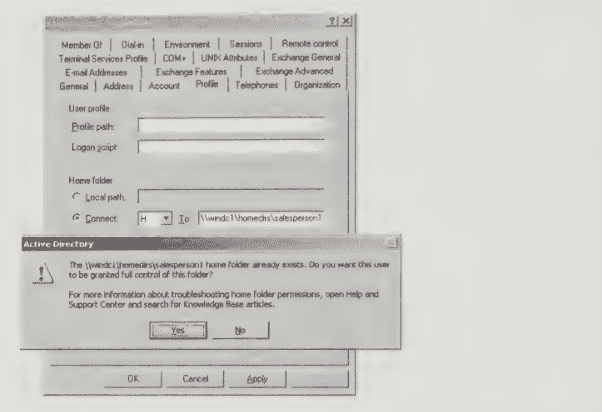 ? X
Member Of Dial-in Environment Sessions Remote control
Terminal Services Profile COM+ UNIX Attributes Exchange General
E-mail Addresses Exchange Features Exchange Advanced
General Address Account Profile Telephones Organization
User profile
Profile path:
Logon script:
Home folder
Local path:
Connect: H To: \\windc1\homedirs\salesperson1
Active Directory
The \\windc1\homedirs\salesperson1 home folder already exists. Do you want this user
to be granted full control of this folder?
For more information about troubleshooting home folder permissions, open Help and
Support Center and search for Knowledge Base articles.
Yes No
OK Cancel Apply